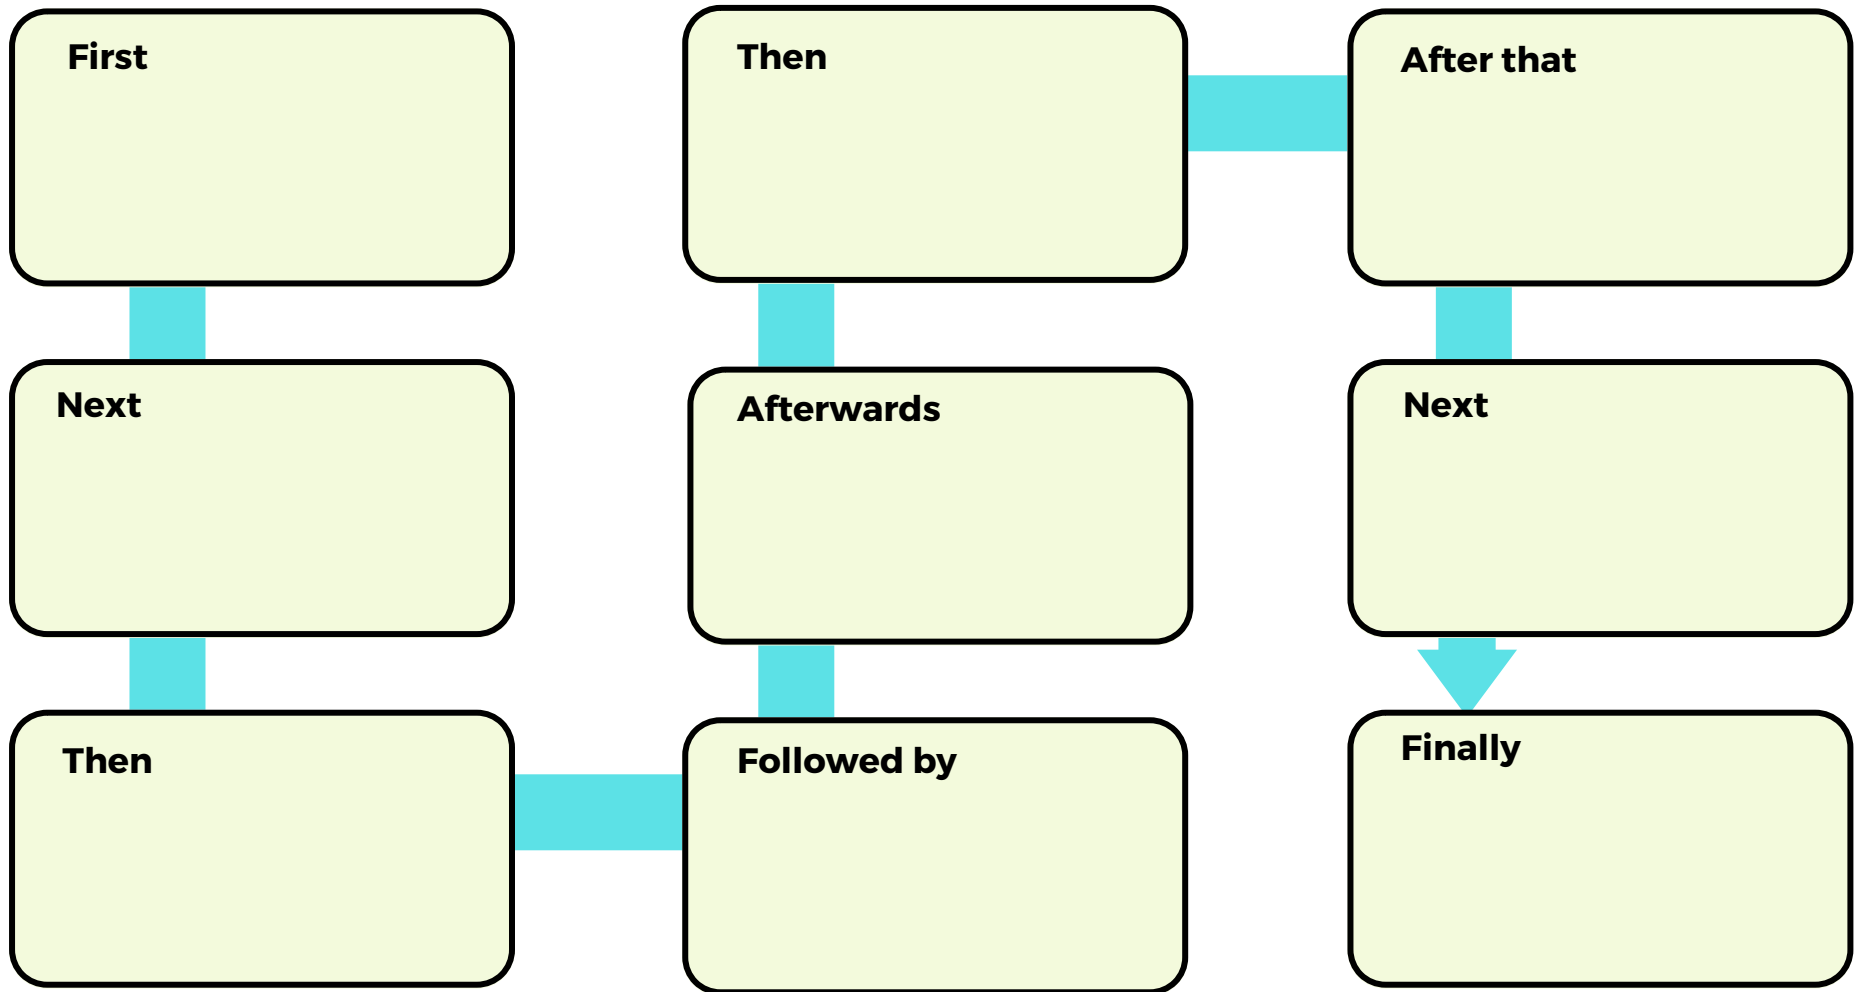 First
Next
Then
Followed by
Afterwards
Then
After that
Next
Finally